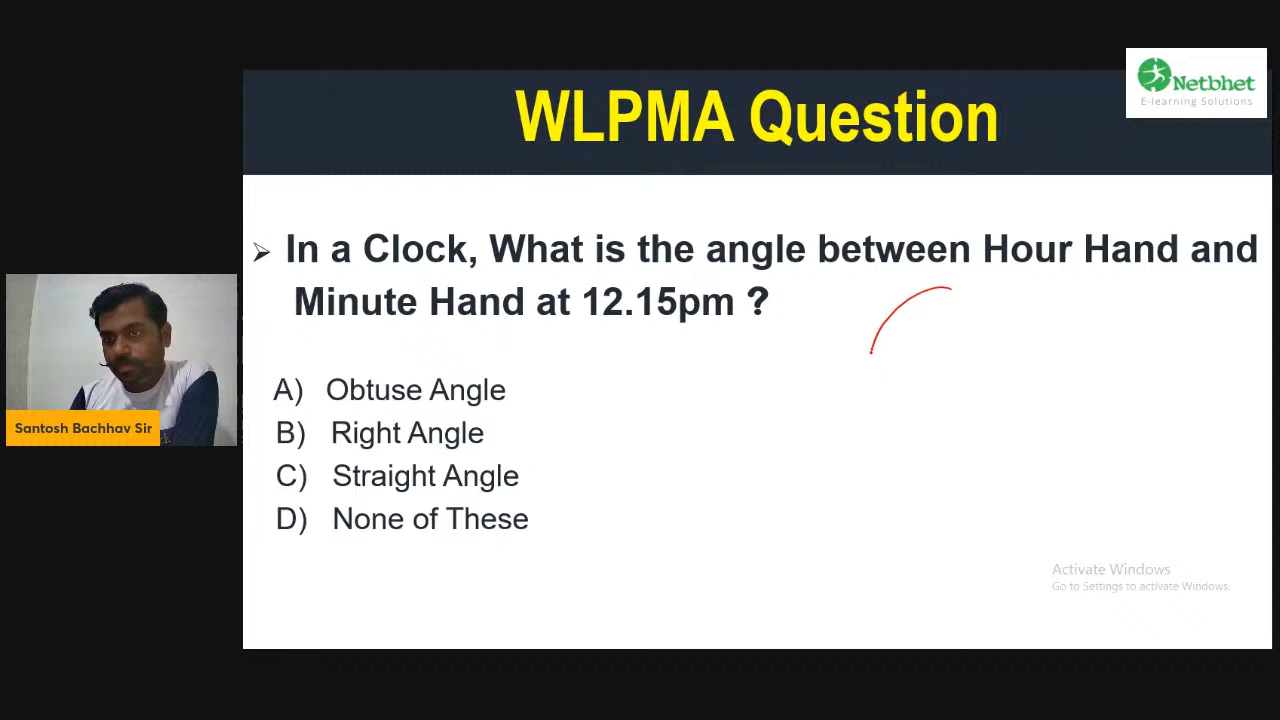 Netbhet
E-learning Solutions
WLPMA Question
➢ In a Clock, What is the angle between Hour Hand and
Minute Hand at 12.15pm ?
A) Obtuse Angle
B) Right Angle
C) Straight Angle
D) None of These
Santosh Bachhav Sir
Activate Windows
Go to Settings to activate Windows.